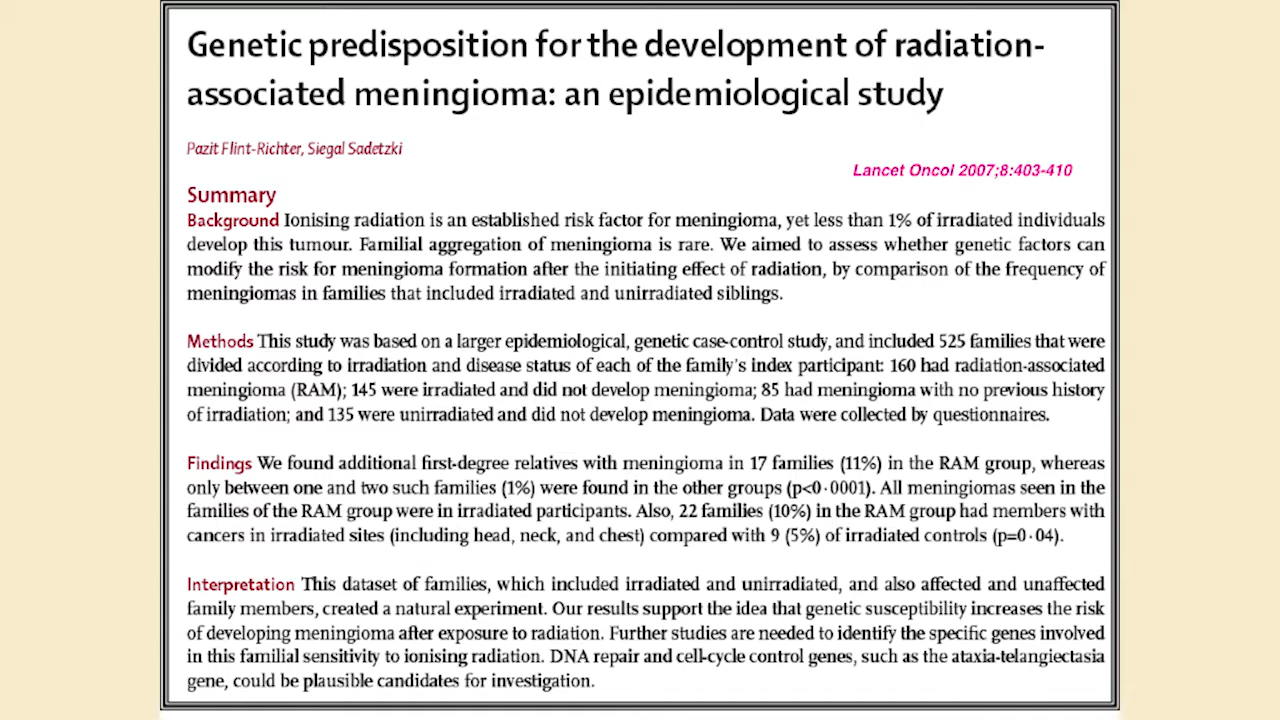 Genetic predisposition for the development of radiation-
associated meningioma: an epidemiological study
Pazit Flint-Richter, Siegal Sadetzki
Lancet Oncol 2007;8:403-410
Summary
Background Ionising radiation is an established risk factor for meningioma, yet less than 1% of irradiated individuals
develop this tumour. Familial aggregation of meningioma is rare. We aimed to assess whether genetic factors can
modify the risk for meningioma formation after the initiating effect of radiation, by comparison of the frequency of
meningiomas in families that included irradiated and unirradiated siblings.
Methods This study was based on a larger epidemiological, genetic case-control study, and included 525 families that were
divided according to irradiation and disease status of each of the family's index participant: 160 had radiation-associated
meningioma (RAM); 145 were irradiated and did not develop meningioma; 85 had meningioma with no previous history
of irradiation; and 135 were unirradiated and did not develop meningioma. Data were collected by questionnaires.
Findings We found additional first-degree relatives with meningioma in 17 families (11%) in the RAM group, whereas
only between one and two such families (1%) were found in the other groups (p<0·0001). All meningiomas seen in the
families of the RAM group were in irradiated participants. Also, 22 families (10%) in the RAM group had members with
cancers in irradiated sites (including head, neck, and chest) compared with 9 (5%) of irradiated controls (p=0·04).
Interpretation This dataset of families, which included irradiated and unirradiated, and also affected and unaffected
family members, created a natural experiment. Our results support the idea that genetic susceptibility increases the risk
of developing meningioma after exposure to radiation. Further studies are needed to identify the specific genes involved
in this familial sensitivity to ionising radiation. DNA repair and cell-cycle control genes, such as the ataxia-telangiectasia
gene, could be plausible candidates for investigation.